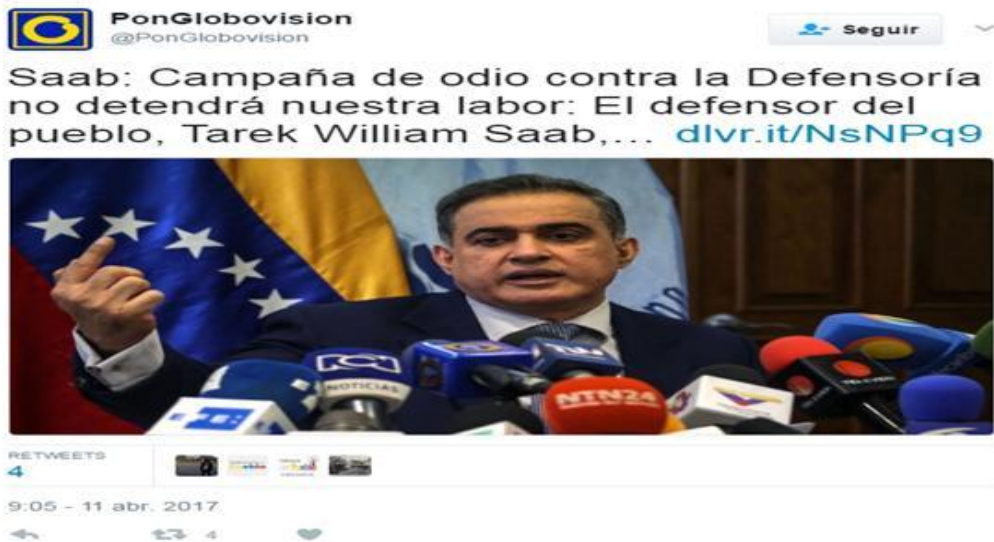 PonGlobovision
@PonGlobovision
Seguir
Saab: Campaña de odio contra la Defensoría
no detendrá nuestra labor: El defensor del
pueblo, Tarek William Saab,... dlvr.it/NsNPq9
RCN
NOTICIAS
NTN24
RETWEETS
4
9:05 - 11 abr. 2017
4